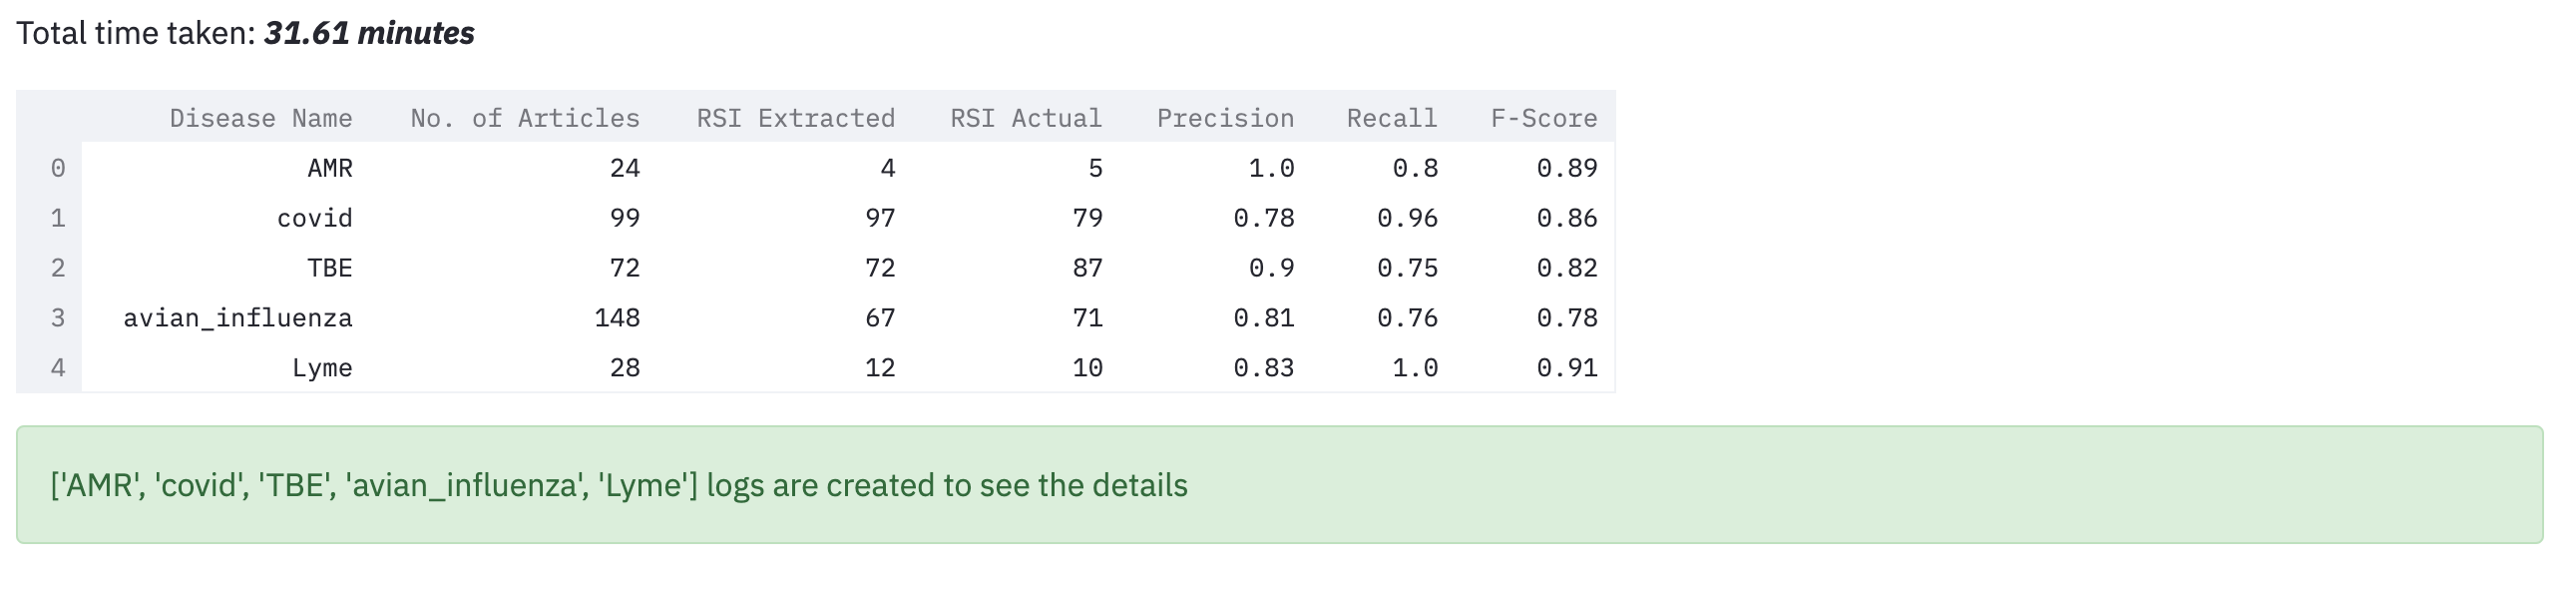 Total time taken: 31.61 minutes
Disease Name No. of Articles RSI Extracted RSI Actual Precision Recall F-Score
0 AMR 24 4 5 1.0 0.8 0.89
1 covid 99 97 79 0.78 0.96 0.86
2 TBE 72 72 87 0.9 0.75 0.82
3 avian_influenza 148 67 71 0.81 0.76 0.78
4 Lyme 28 12 10 0.83 1.0 0.91
['AMR', 'covid', 'TBE', 'avian_influenza', 'Lyme'] logs are created to see the details